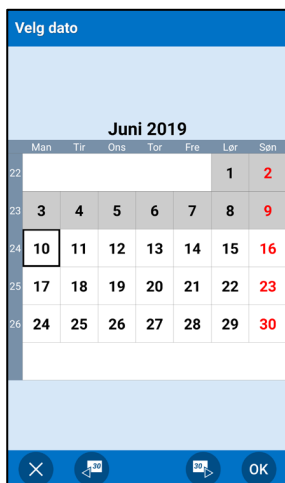 Velg dato
Juni 2019
Man Tir Ons Tor Fre Lør Søn
22 1 2
23 3 4 5 6 7 8 9
24 10 11 12 13 14 15 16
25 17 18 19 20 21 22 23
26 24 25 26 27 28 29 30
30 30 OK